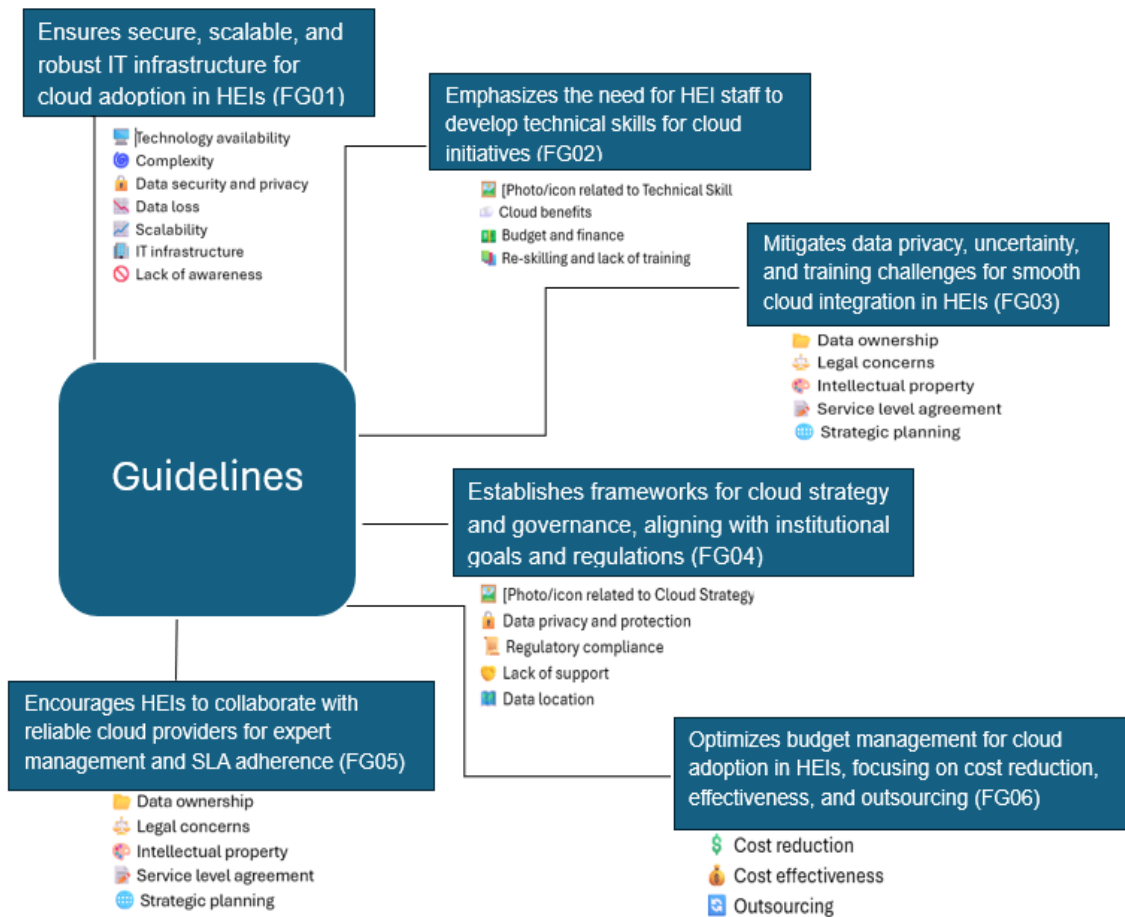 Ensures secure, scalable, and
robust IT infrastructure for
cloud adoption in HEIs (FG01)
Technology availability
Complexity
Data security and privacy
Data loss
Scalability
IT infrastructure
Lack of awareness
Emphasizes the need for HEI staff to
develop technical skills for cloud
initiatives (FG02)
[Photo/icon related to Technical Skill
Cloud benefits
Budget and finance
Re-skilling and lack of training
Mitigates data privacy, uncertainty,
and training challenges for smooth
cloud integration in HEIs (FG03)
Data ownership
Legal concerns
Intellectual property
Service level agreement
Strategic planning
Guidelines
Establishes frameworks for cloud strategy
and governance, aligning with institutional
goals and regulations (FG04)
[Photo/icon related to Cloud Strategy
Data privacy and protection
Regulatory compliance
Lack of support
Data location
Encourages HEIs to collaborate with
reliable cloud providers for expert
management and SLA adherence (FG05)
Data ownership
Legal concerns
Intellectual property
Service level agreement
Strategic planning
Optimizes budget management for cloud
adoption in HEIs, focusing on cost reduction,
effectiveness, and outsourcing (FG06)
Cost reduction
Cost effectiveness
Outsourcing